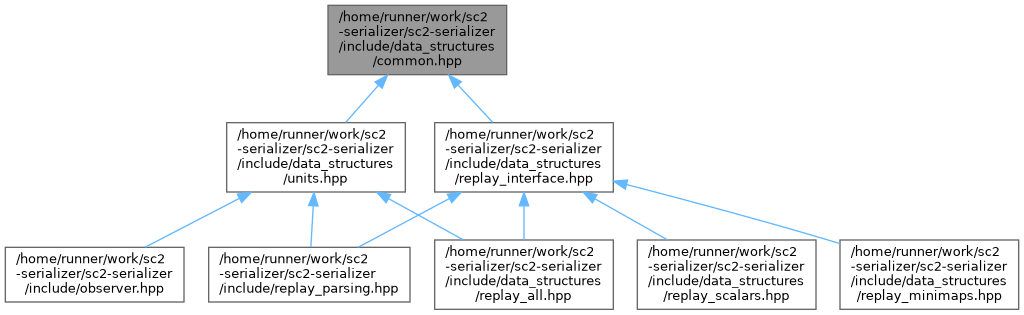 /home/runner/work/sc2
-serializer/sc2-serializer
/include/data_structures
/common.hpp
/home/runner/work/sc2
-serializer/sc2-serializer
/include/data_structures
/units.hpp
/home/runner/work/sc2
-serializer/sc2-serializer
/include/data_structures
/replay_interface.hpp
/home/runner/work/sc2
-serializer/sc2-serializer
/include/observer.hpp
/home/runner/work/sc2
-serializer/sc2-serializer
/include/replay_parsing.hpp
/home/runner/work/sc2
-serializer/sc2-serializer
/include/data_structures
/replay_all.hpp
/home/runner/work/sc2
-serializer/sc2-serializer
/include/data_structures
/replay_scalars.hpp
/home/runner/work/sc2
-serializer/sc2-serializer
/include/data_structures
/replay_minimaps.hpp